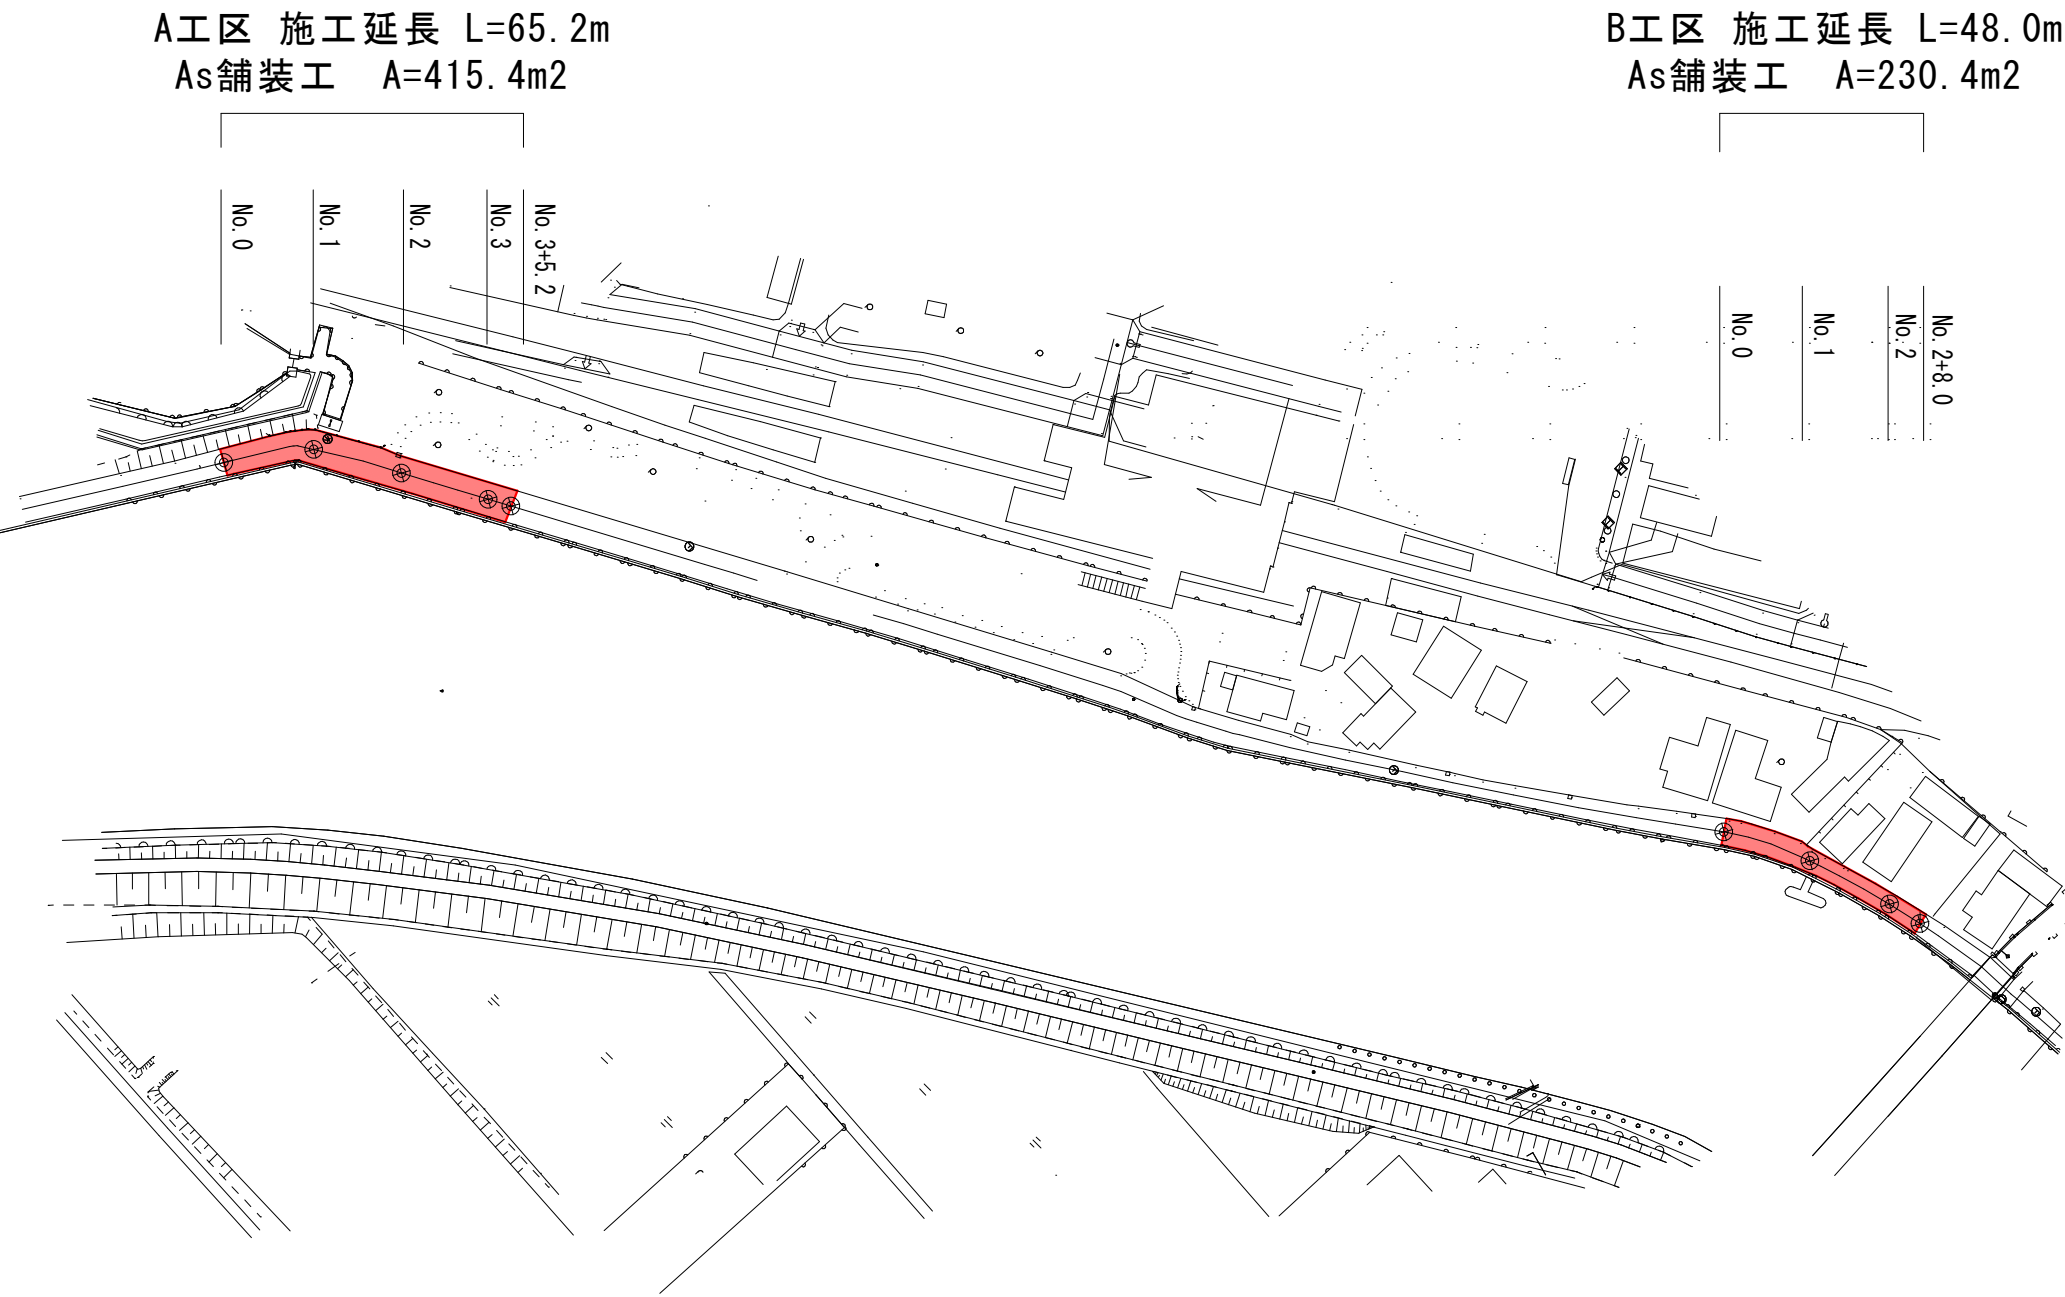 A工区 施工延長 L=65.2m
As舗装工 A=415.4m2
B工区 施工延長 L=48.0m
As舗装工 A=230.4m2
No.0
No.1
No.2
No.3
No.3+5.2
No.0
No.1
No.2
No.2+8.0